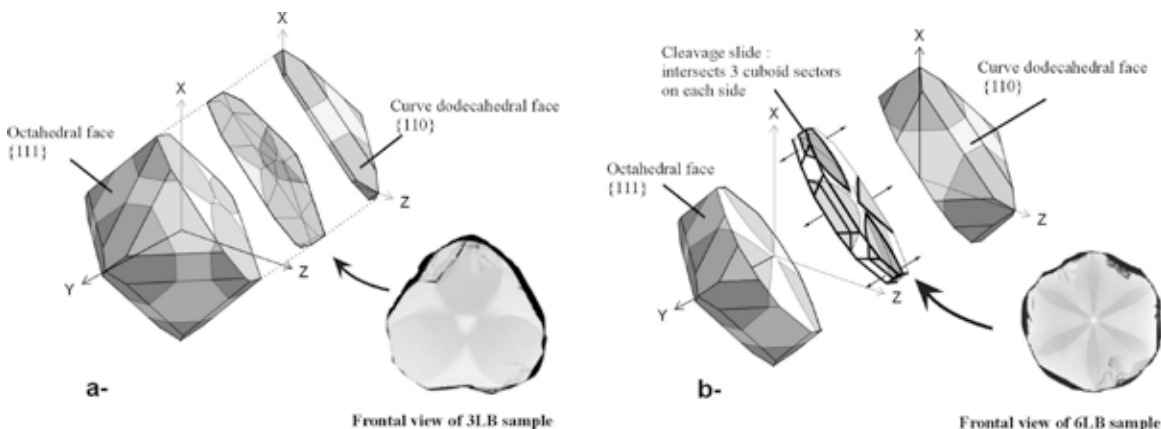 X
X
Octahedral face
{111}
Curve dodecahedral face
{110}
Z
Z
Y
a-
Frontal view of 3LB sample
Cleavage slide :
intersects 3 cuboïd sectors
on each side
X
Curve dodecahedral face
{110}
X
Octahedral face
{111}
Z
Z
Y
b-
Frontal view of 6LB sample